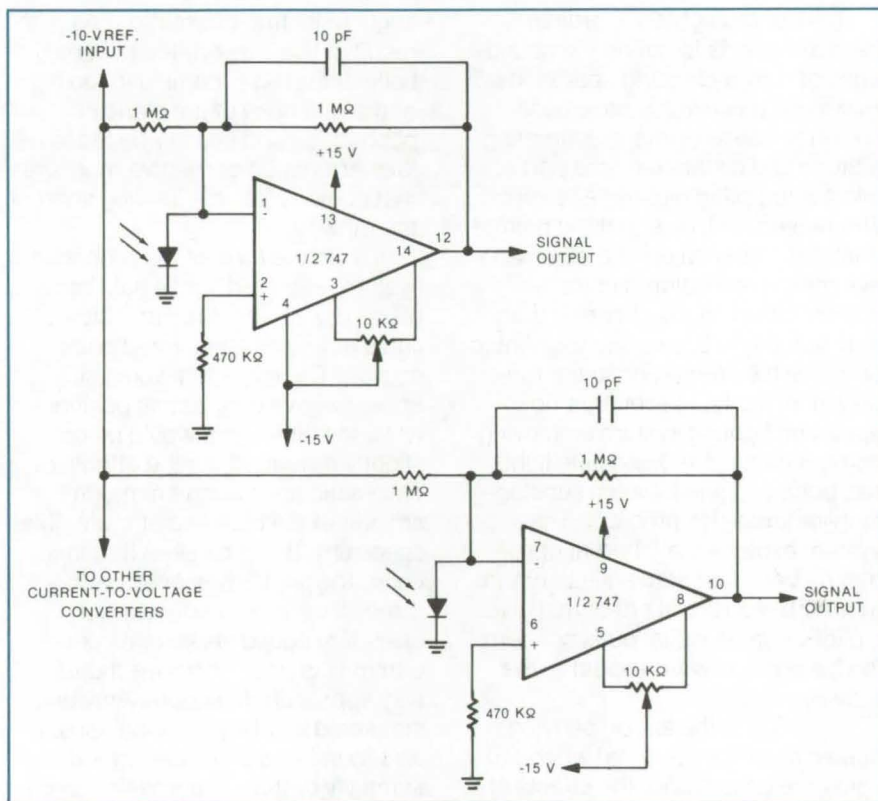 -10-V REF.
INPUT
10 pF
1 MΩ
1 MΩ
+15 V
1
-
13
12
14
SIGNAL
OUTPUT
1/2 747
2
+
4
3
470 KΩ
10 KΩ
-15 V
10 pF
1 MΩ
MΩ
+15 V
7
-
9
10
8
SIGNAL
OUTPUT
1/2 747
6
+
5
470 KΩ
10 KΩ
-15 V
TO OTHER
CURRENT-TO-VOLTAGE
CONVERTERS